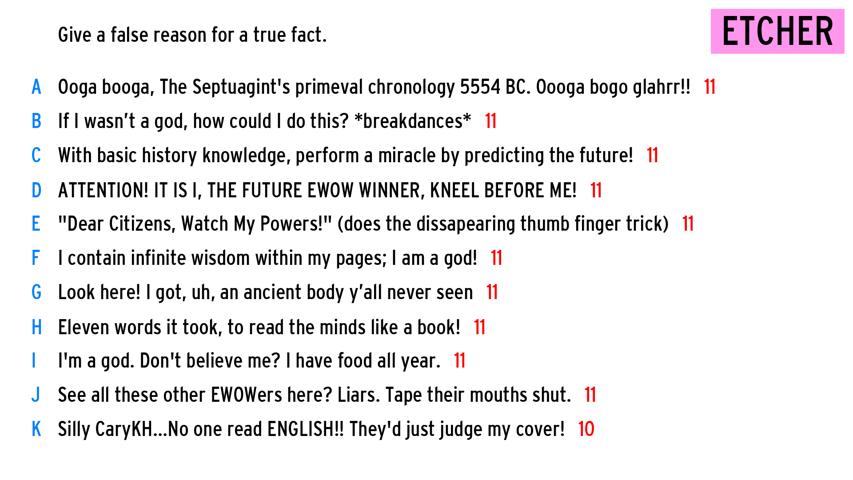 Give a false reason for a true fact.
ETCHER
A Ooga booga, The Septuagint's primeval chronology 5554 BC. Oooga bogo glahrr!! 11
B If I wasn't a god, how could I do this? *breakdances* 11
C With basic history knowledge, perform a miracle by predicting the future! 11
D ATTENTION! IT IS I, THE FUTURE EWOW WINNER, KNEEL BEFORE ME! 11
E "Dear Citizens, Watch My Powers!" (does the dissapearing thumb finger trick) 11
F I contain infinite wisdom within my pages; I am a god! 11
G Look here! I got, uh, an ancient body y'all never seen 11
H Eleven words it took, to read the minds like a book! 11
I I'm a god. Don't believe me? I have food all year. 11
J See all these other EWOWers here? Liars. Tape their mouths shut. 11
K Silly CaryKH...No one read ENGLISH!! They'd just judge my cover! 10